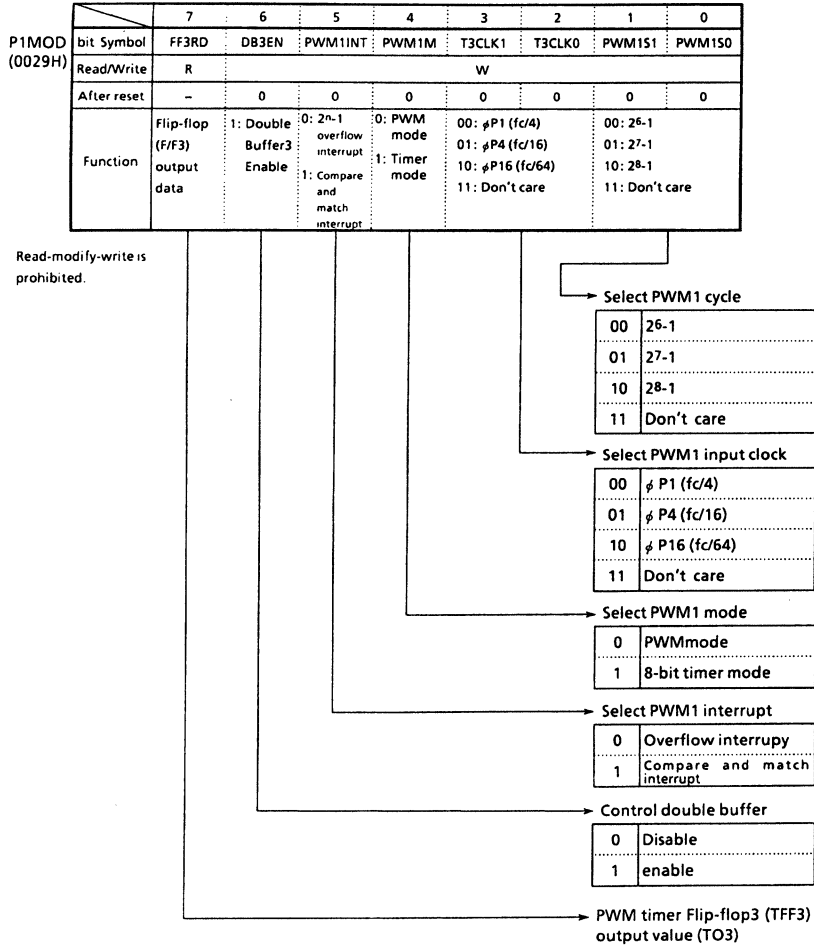 7 6 5 4 3 2 1 0
P1MOD (0029H)
bit Symbol FF3RD DB3EN PWM1INT PWM1M T3CLK1 T3CLK0 PWM1S1 PWM1S0
Read/Write R W
After reset – 0 0 0 0 0 0 0
Function
Flip-flop
(F/F3)
output
data
1: Double
Buffer3
Enable
0: 2n-1
overflow
interrupt
1: Compare
and
match
interrupt
0: PWM
mode
1: Timer
mode
00: φP1 (fc/4)
01: φP4 (fc/16)
10: φP16 (fc/64)
11: Don't care
00: 26-1
01: 27-1
10: 28-1
11: Don't care
Read-modify-write is
prohibited.
Select PWM1 cycle
00 26-1
01 27-1
10 28-1
11 Don't care
Select PWM1 input clock
00 φ P1 (fc/4)
01 φ P4 (fc/16)
10 φ P16 (fc/64)
11 Don't care
Select PWM1 mode
0 PWMmode
1 8-bit timer mode
Select PWM1 interrupt
0 Overflow interrupy
1 Compare and match
interrupt
Control double buffer
0 Disable
1 enable
PWM timer Flip-flop3 (TFF3)
output value (TO3)